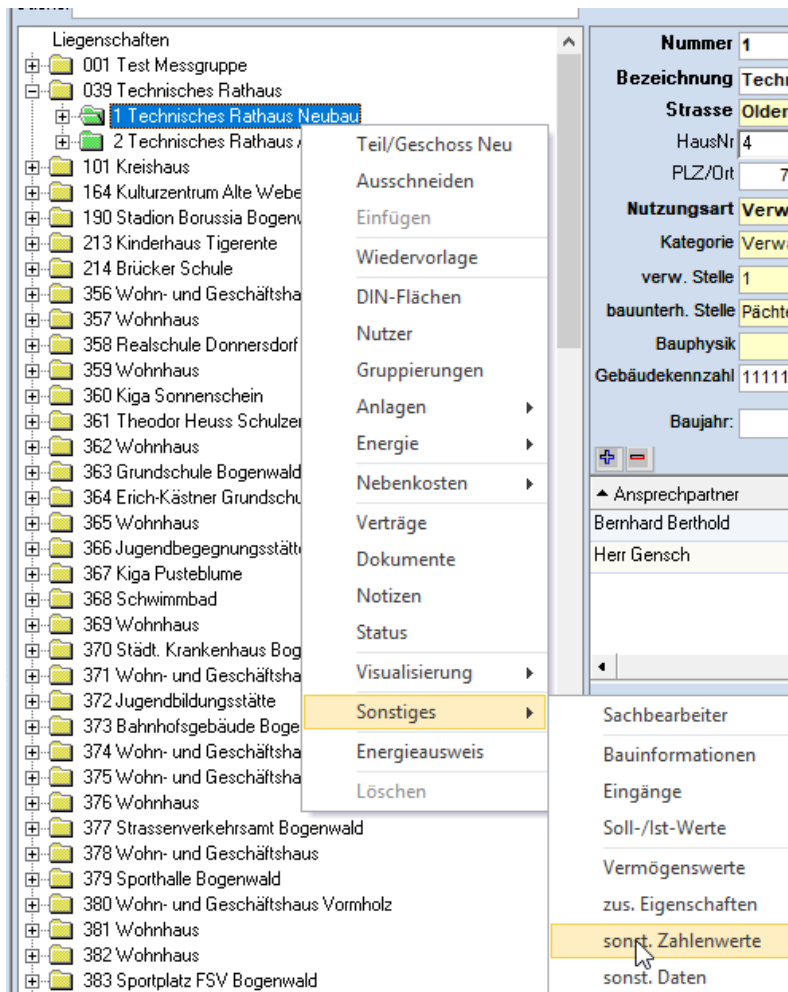 Liegenschaften
001 Test Messgruppe
039 Technisches Rathaus
1 Technisches Rathaus Neubau
2 Technisches Rathaus
101 Kreishaus
164 Kulturzentrum Alte Webe
190 Stadion Borussia Bogenw
213 Kinderhaus Tigerente
214 Brücker Schule
356 Wohn- und Geschäftsha
357 Wohnhaus
358 Realschule Donnersdorf
359 Wohnhaus
360 Kiga Sonnenschein
361 Theodor Heuss Schulzer
362 Wohnhaus
363 Grundschule Bogenwald
364 Erich-Kästner Grundschu
365 Wohnhaus
366 Jugendbegegnungsstätt
367 Kiga Pusteblume
368 Schwimmbad
369 Wohnhaus
370 Städt. Krankenhaus Bog
371 Wohn- und Geschäftsha
372 Jugendbildungsstätte
373 Bahnhofsgebäude Boge
374 Wohn- und Geschäftsha
375 Wohn- und Geschäftsha
376 Wohnhaus
377 Strassenverkehrsamt Bogenwald
378 Wohn- und Geschäftshaus
379 Sporthalle Bogenwald
380 Wohn- und Geschäftshaus Vormholz
381 Wohnhaus
382 Wohnhaus
383 Sportplatz FSV Bogenwald
Teil/Geschoss Neu
Ausschneiden
Einfügen
Wiedervorlage
DIN-Flächen
Nutzer
Gruppierungen
Anlagen
Energie
Nebenkosten
Verträge
Dokumente
Notizen
Status
Visualisierung
Sonstiges
Energieausweis
Löschen
Nummer 1
Bezeichnung Techn
Strasse Older
HausNr 4
PLZ/Ort 7
Nutzungsart Verw
Kategorie Verwa
verw. Stelle 1
bauunterh. Stelle Pächte
Bauphysik
Gebäudekennzahl 11111
Baujahr:
Ansprechpartner
Bernhard Berthold
Herr Gensch
Sachbearbeiter
Bauinformationen
Eingänge
Soll-/Ist-Werte
Vermögenswerte
zus. Eigenschaften
sonst. Zahlenwerte
sonst. Daten